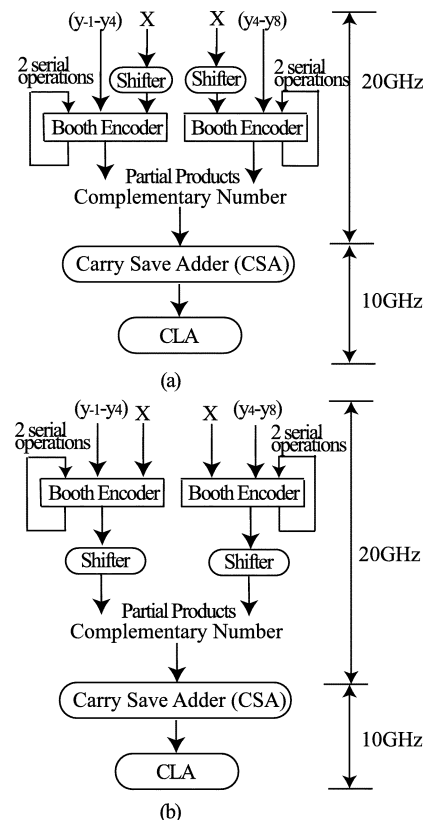 (y-1-y4) X X (y4-y8)
2 serial operations 2 serial operations
Shifter Shifter
20GHz
Booth Encoder Booth Encoder
Partial Products
Complementary Number
Carry Save Adder (CSA)
10GHz
CLA
(a)
(y-1-y4) X X (y4-y8)
2 serial operations 2 serial operations
Booth Encoder Booth Encoder
Shifter Shifter
20GHz
Partial Products
Complementary Number
Carry Save Adder (CSA)
10GHz
CLA
(b)